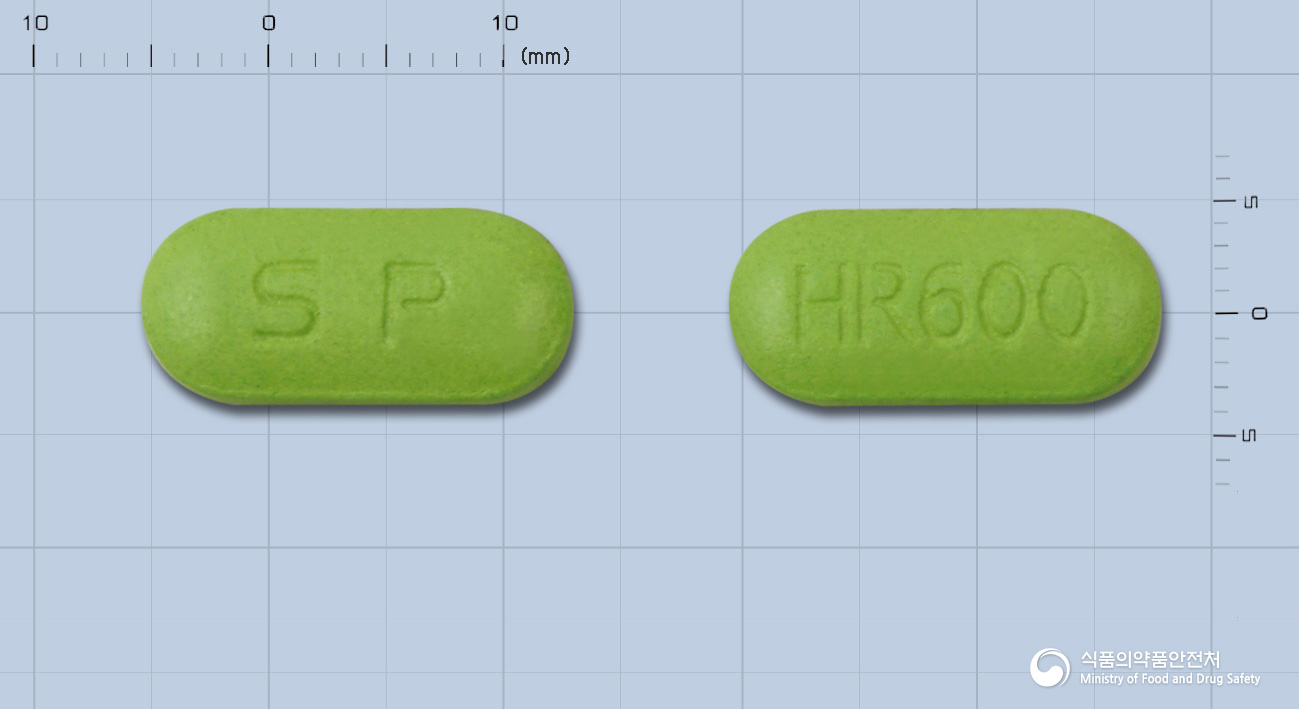 10 0 10
(mm)
S P
HR600
5
0
5
식품의약품안전처
Ministry of Food and Drug Safety